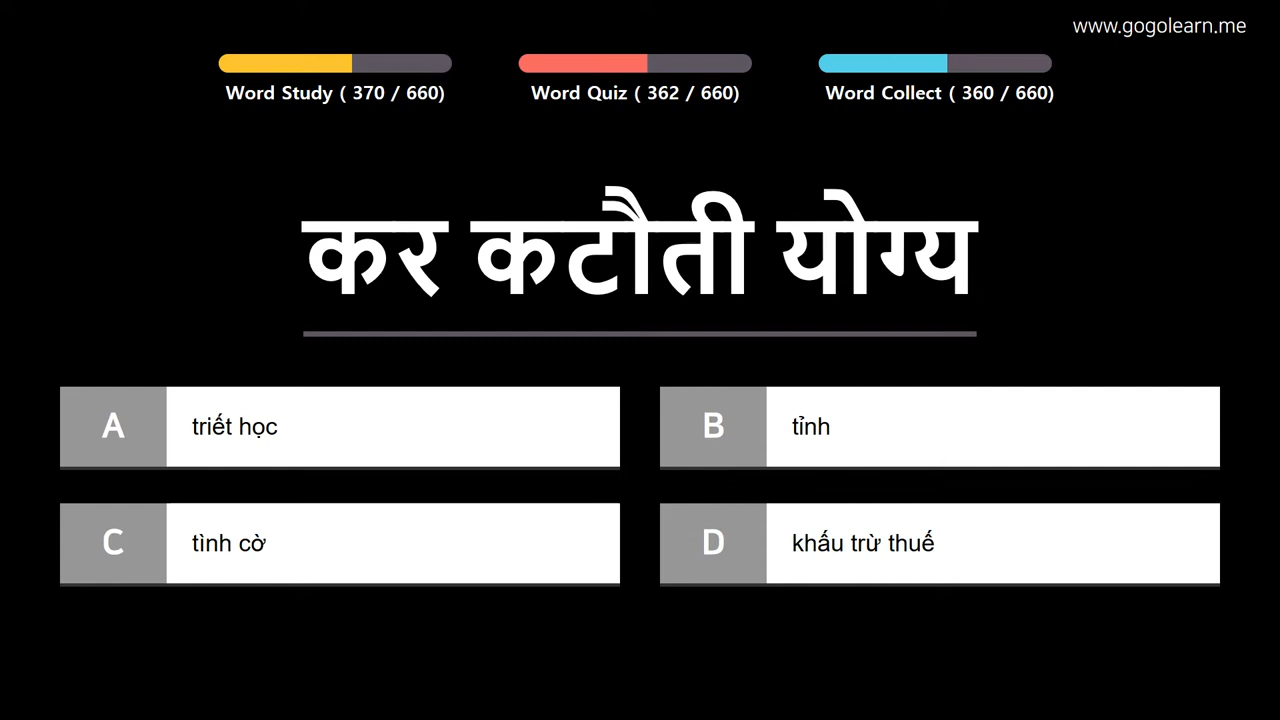 www.gogolearn.me
Word Study ( 370 / 660)
Word Quiz ( 362 / 660)
Word Collect ( 360 / 660)
कर कटौती योग्य
A triết học
B tỉnh
C tình cờ
D khấu trừ thuế